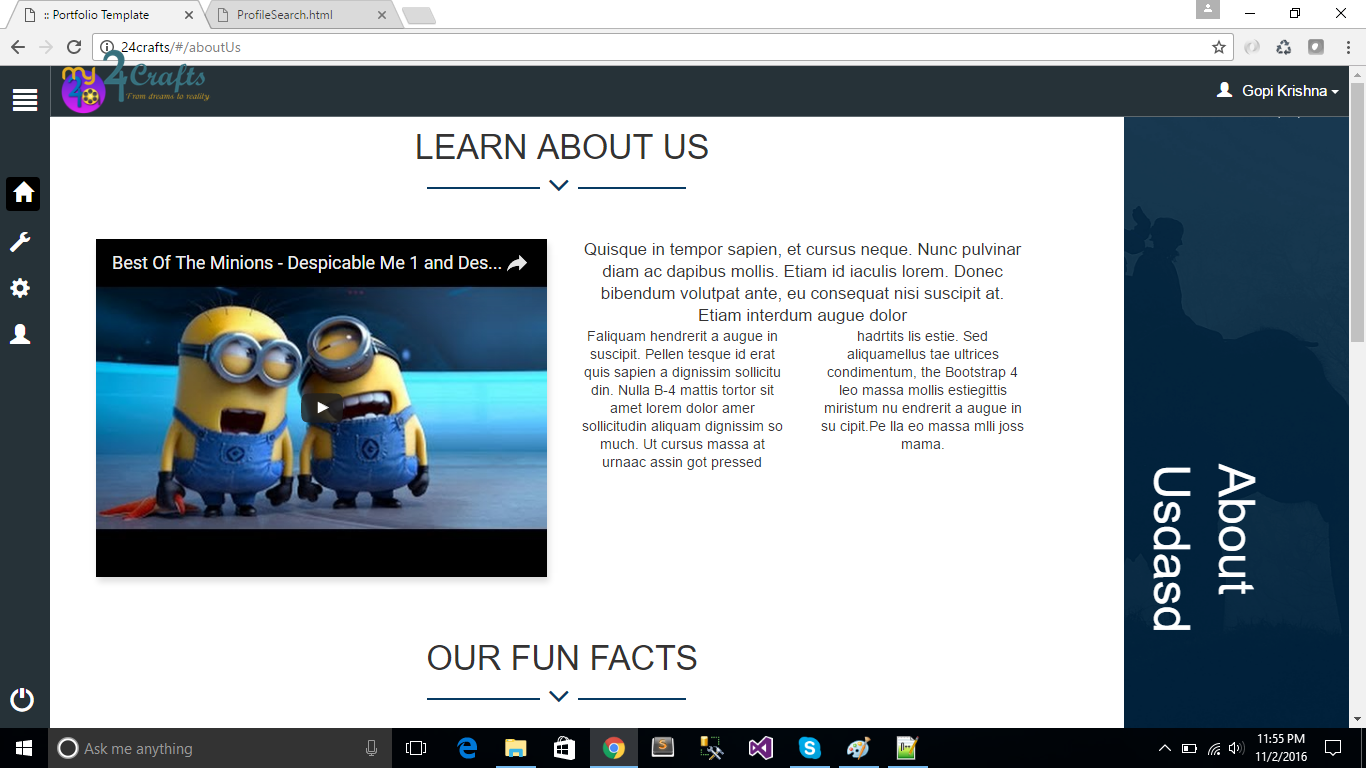 :: Portfolio Template
ProfileSearch.html
24crafts/#/aboutUs
my
24Crafts
From dreams to reality
Gopi Krishna
LEARN ABOUT US
Best Of The Minions - Despicable Me 1 and Des...
Quisque in tempor sapien, et cursus neque. Nunc pulvinar
diam ac dapibus mollis. Etiam id iaculis lorem. Donec
bibendum volutpat ante, eu consequat nisi suscipit at.
Etiam interdum augue dolor
Faliquam hendrerit a augue in
suscipit. Pellen tesque id erat
quis sapien a dignissim sollicitu
din. Nulla B-4 mattis tortor sit
amet lorem dolor amer
sollicitudin aliquam dignissim so
much. Ut cursus massa at
urnaac assin got pressed
hadrtits lis estie. Sed
aliquamellus tae ultrices
condimentum, the Bootstrap 4
leo massa mollis estiegittis
miristum nu endrerit a augue in
su cipit.Pe lla eo massa mlli joss
mama.
About
Usdasd
OUR FUN FACTS
Ask me anything
11:55 PM
11/2/2016